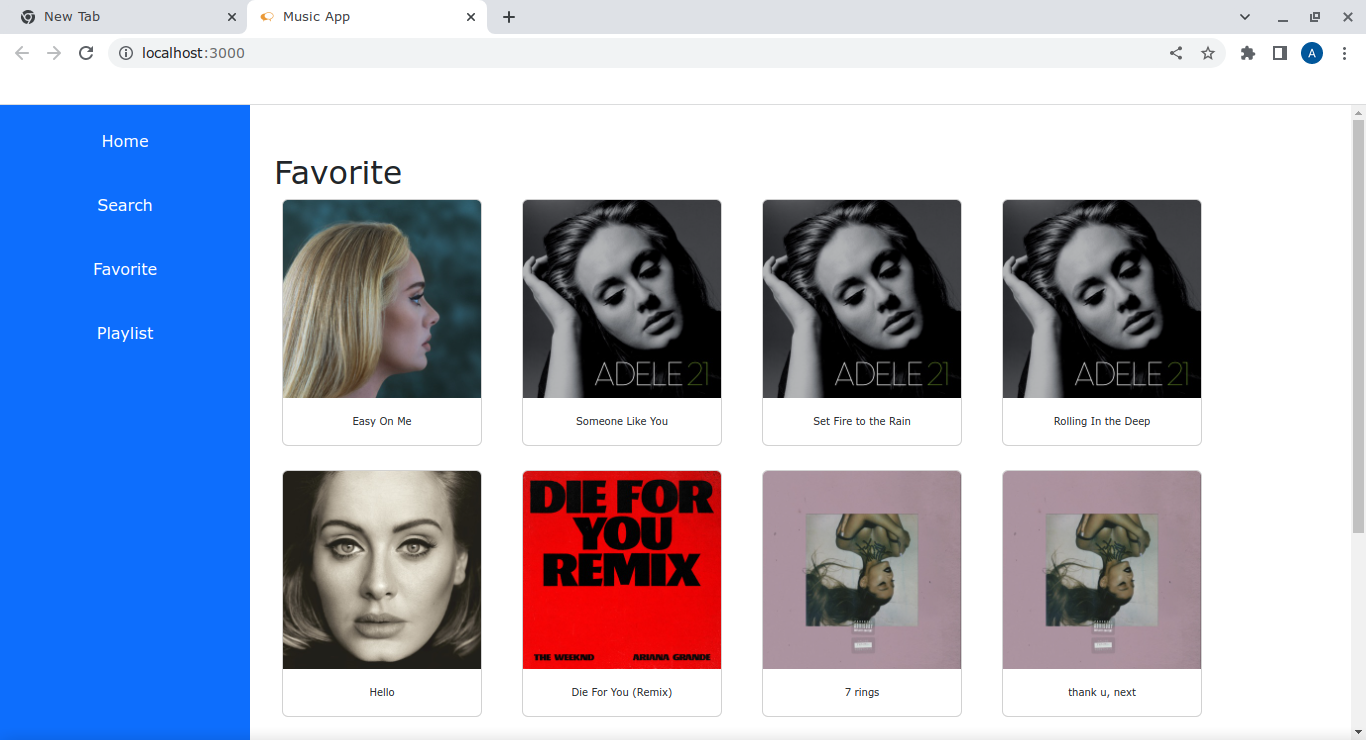 New Tab
Music App
localhost:3000
A
Home
Search
Favorite
Playlist
Favorite
ADELE 21
ADELE 21
ADELE 21
Easy On Me
Someone Like You
Set Fire to the Rain
Rolling In the Deep
DIE FOR
YOU
REMIX
THE WEEKND ARIANA GRANDE
Hello
Die For You (Remix)
7 rings
thank u, next